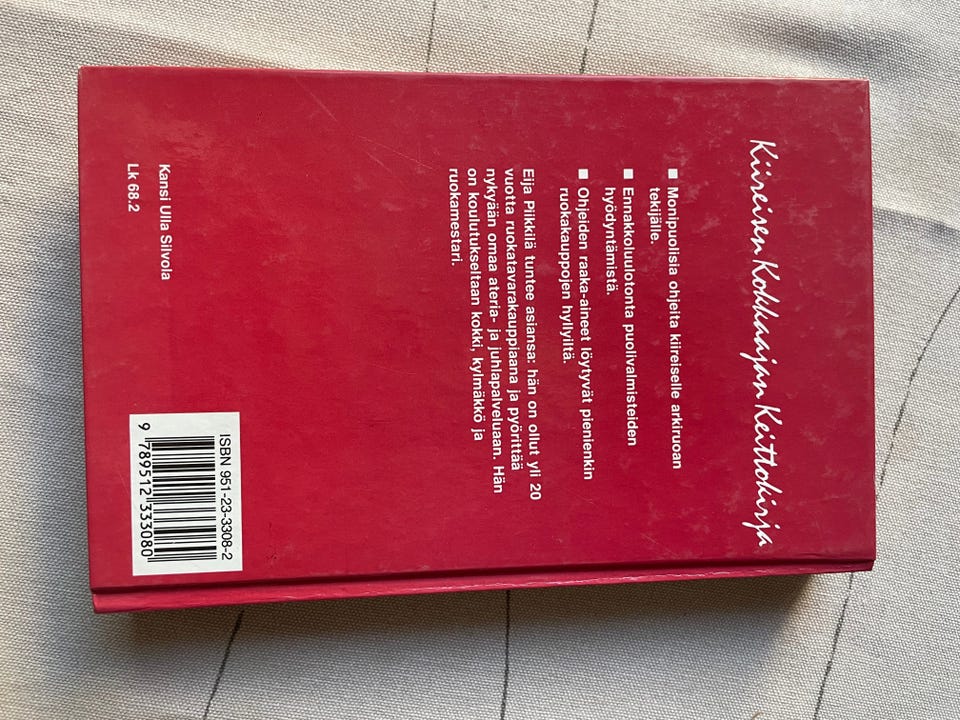 Kiireisen Kokkaajan Keittokirja
■ Monipuolisia ohjeita kiireiselle arkiruoan
tekijälle.
■ Ennakkoluulotonta puolivalmisteiden
hyödyntämistä.
■ Ohjeiden raaka-aineet löytyvät pienienkin
ruokakauppojen hyllyiltä.
Eija Pilkkilä tuntee asiansa: hän on ollut yli 20
vuotta ruokatavarakauppiaana ja pyörittää
nykyään omaa ateria- ja juhlapalveluaan. Hän
on koulutukseltaan kokki, kylmäkkö ja
ruokamestari.
Kansi Ulla Siivola
Lk 68.2
ISBN 951-23-3308-2
9 789512 333080